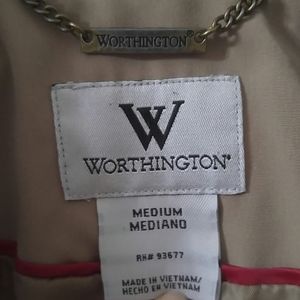 WORTHINGTON®
W
WORTHINGTON®
MEDIUM
MEDIANO
RN# 93677
MADE IN VIETNAM/
HECHO EN VIETNAM